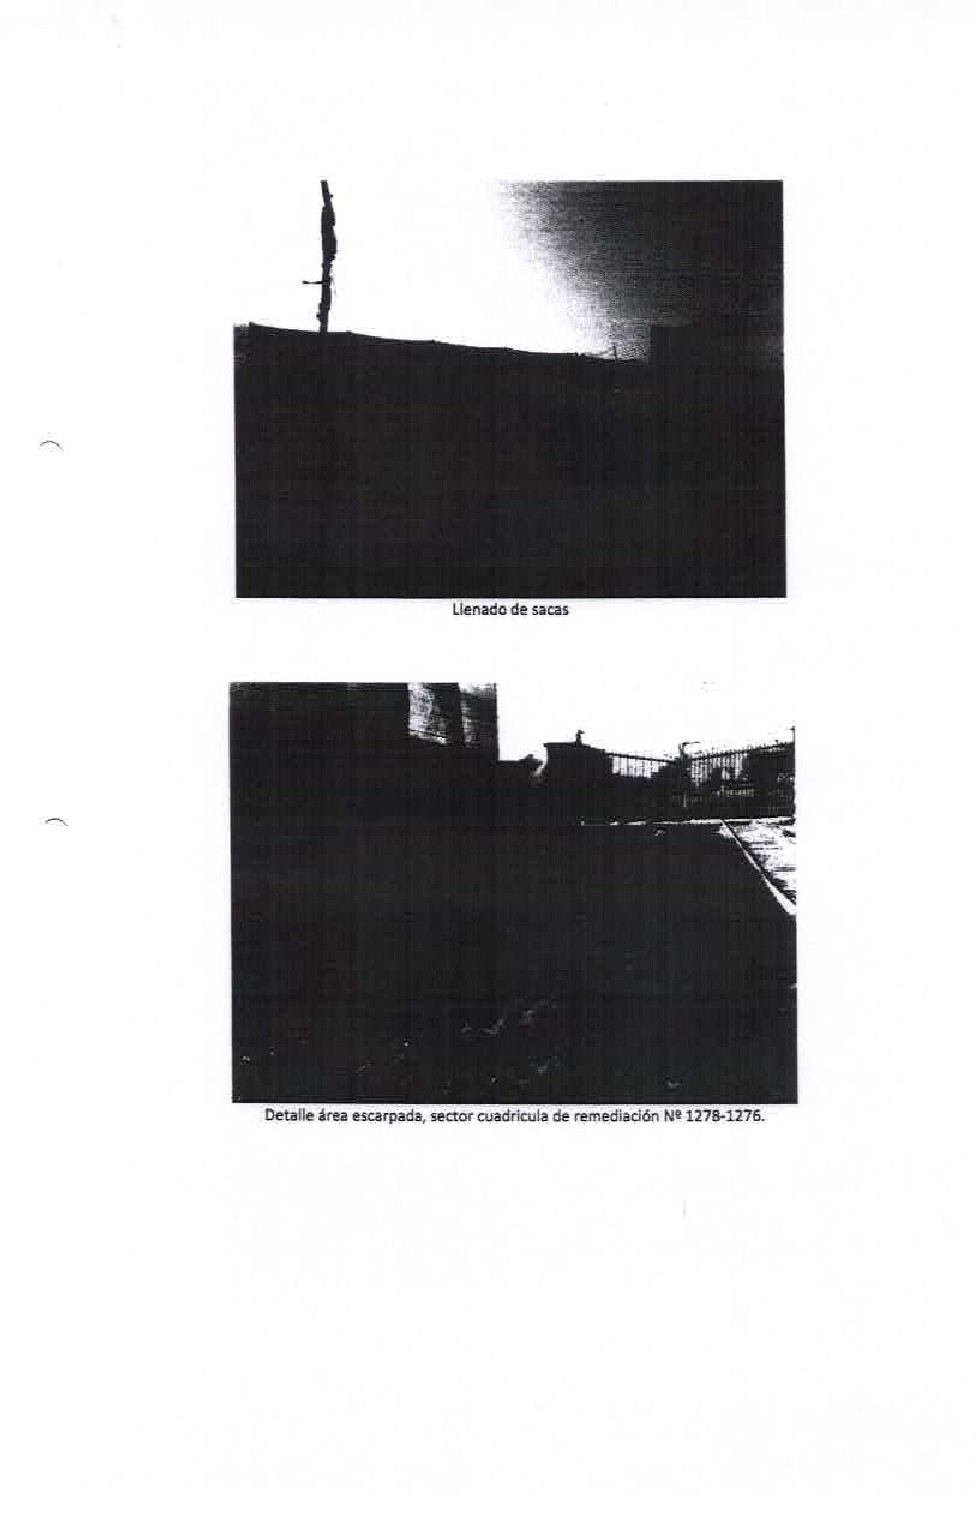 Llenado de sacas
Detalle área escarpada, sector cuadricula de remediación Nº 1278-1276.